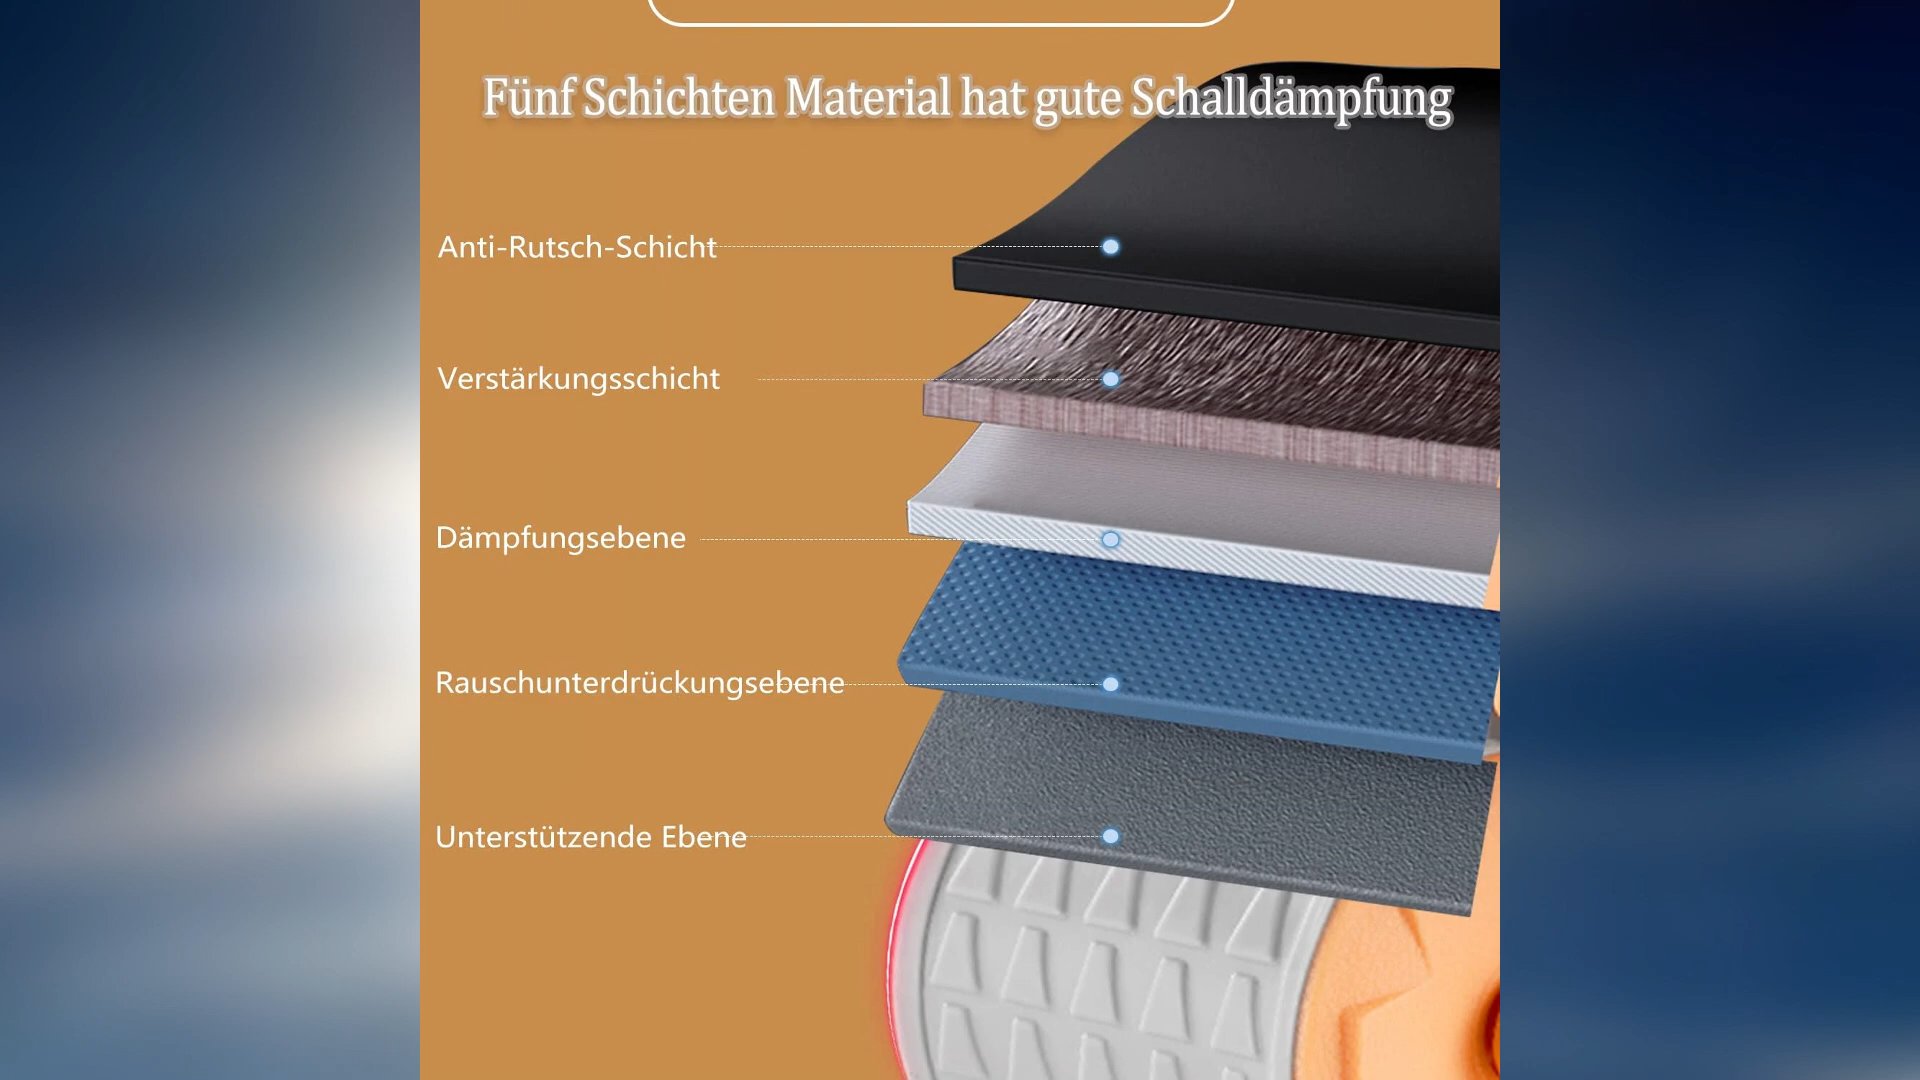 Fünf Schichten Material hat gute Schalldämpfung
Anti-Rutsch-Schicht
Verstärkungsschicht
Dämpfungsebene
Rauschunterdrückungsebene
Unterstützende Ebene